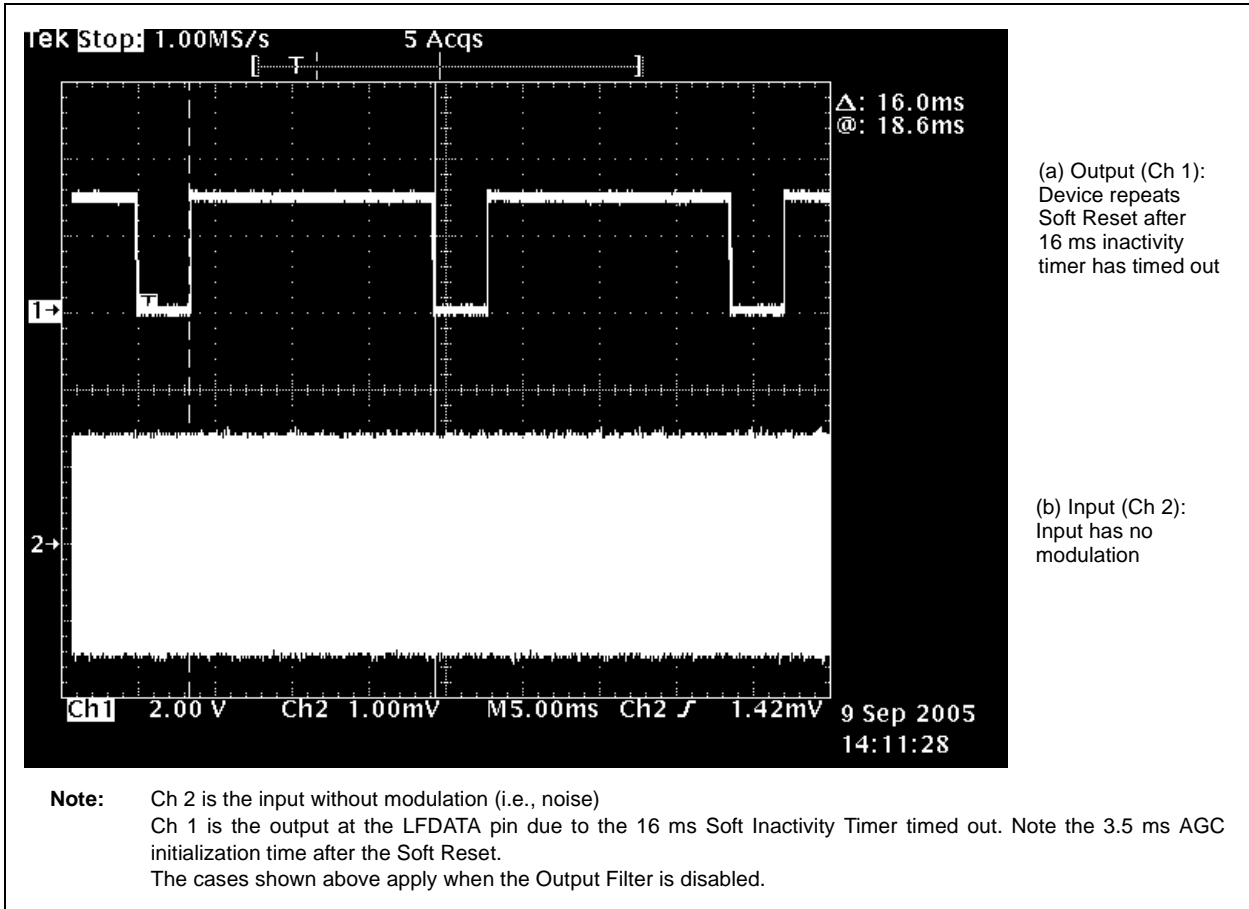 Tek Stop: 1.00MS/s 5 Acqs
[ T ]
Δ: 16.0ms
@: 18.6ms
(a) Output (Ch 1):
Device repeats
Soft Reset after
16 ms inactivity
timer has timed out
T
1→
(b) Input (Ch 2):
Input has no
modulation
2→
Ch1 2.00 V Ch2 1.00mV M5.00ms Ch2 ƒ 1.42mV
9 Sep 2005
14:11:28
Note: Ch 2 is the input without modulation (i.e., noise)
Ch 1 is the output at the LFDATA pin due to the 16 ms Soft Inactivity Timer timed out. Note the 3.5 ms AGC
initialization time after the Soft Reset.
The cases shown above apply when the Output Filter is disabled.